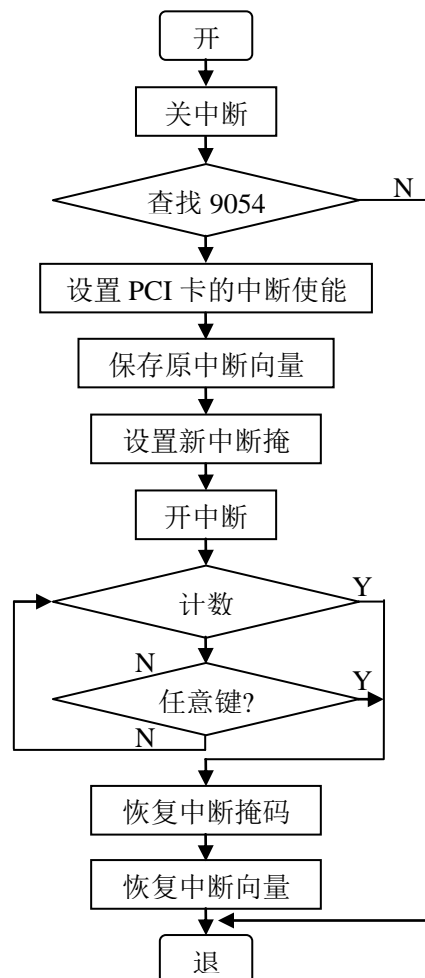 开
关中断
查找 9054
N
设置 PCI 卡的中断使能
保存原中断向量
设置新中断掩
开中断
计数
Y
N
任意键?
Y
N
恢复中断掩码
恢复中断向量
退